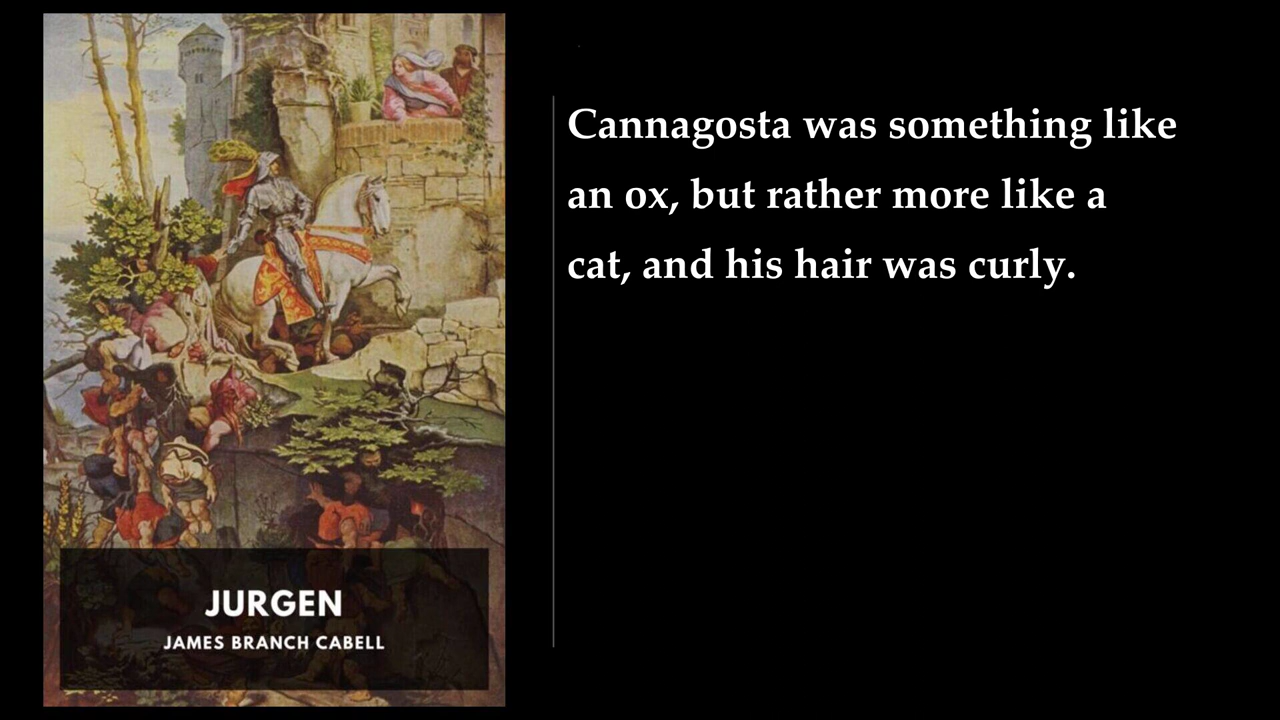 Cannagosta was something like
an ox, but rather more like a
cat, and his hair was curly.
JURGEN
JAMES BRANCH CABELL